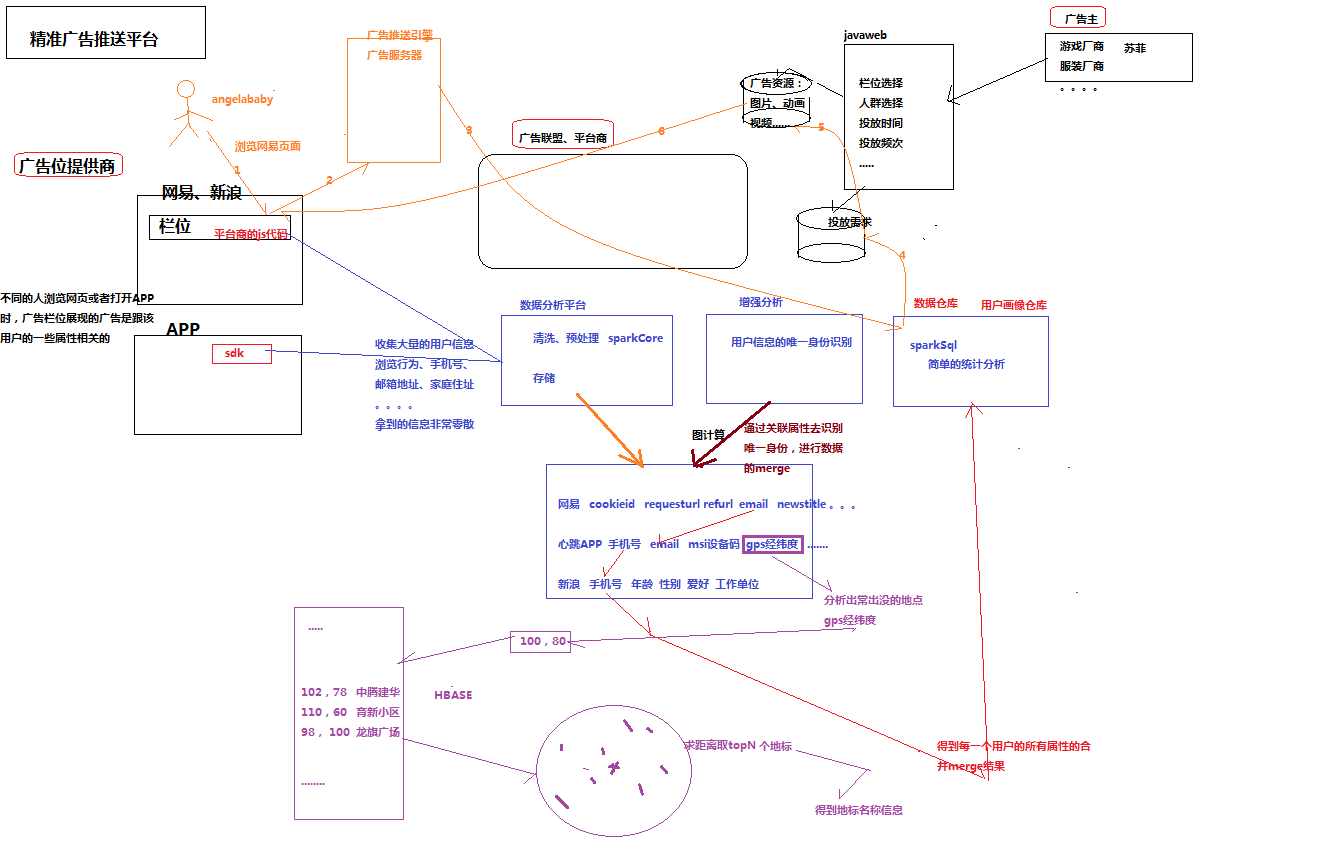 精准广告推送平台
广告推送引擎
广告服务器
angelababy
浏览网易页面
1
2
3
6
5
4
广告位提供商
网易、新浪
栏位
平台商的js代码
不同的人浏览网页或者打开APP
时，广告栏位展现的广告是跟该
用户的一些属性相关的
APP
sdk
收集大量的用户信息
浏览行为、手机号、
邮箱地址、家庭住址
。。。。
拿到的信息非常零散
广告联盟、平台商
广告资源：
图片、动画
视频.....
javaweb
栏位选择
人群选择
投放时间
投放频次
.....
广告主
游戏厂商
苏菲
服装厂商
。。。。
投放需求
数据分析平台
清洗、预处理 sparkCore
存储
增强分析
用户信息的唯一身份识别
数据仓库
用户画像仓库
sparkSql
简单的统计分析
图计算
通过关联属性去识别
唯一身份，进行数据
的merge
网易 cookieid requesturl refurl email newstitle 。。。
心跳APP 手机号 email msi设备码 gps经纬度 .......
新浪 手机号 年龄 性别 爱好 工作单位
分析出常出没的地点
gps经纬度
100，80
.....
102，78 中腾建华
110，60 育新小区
98，100 龙旗广场
........
HBASE
求距离取topN 个地标
得到地标名称信息
得到每一个用户的所有属性的合
并merge结果